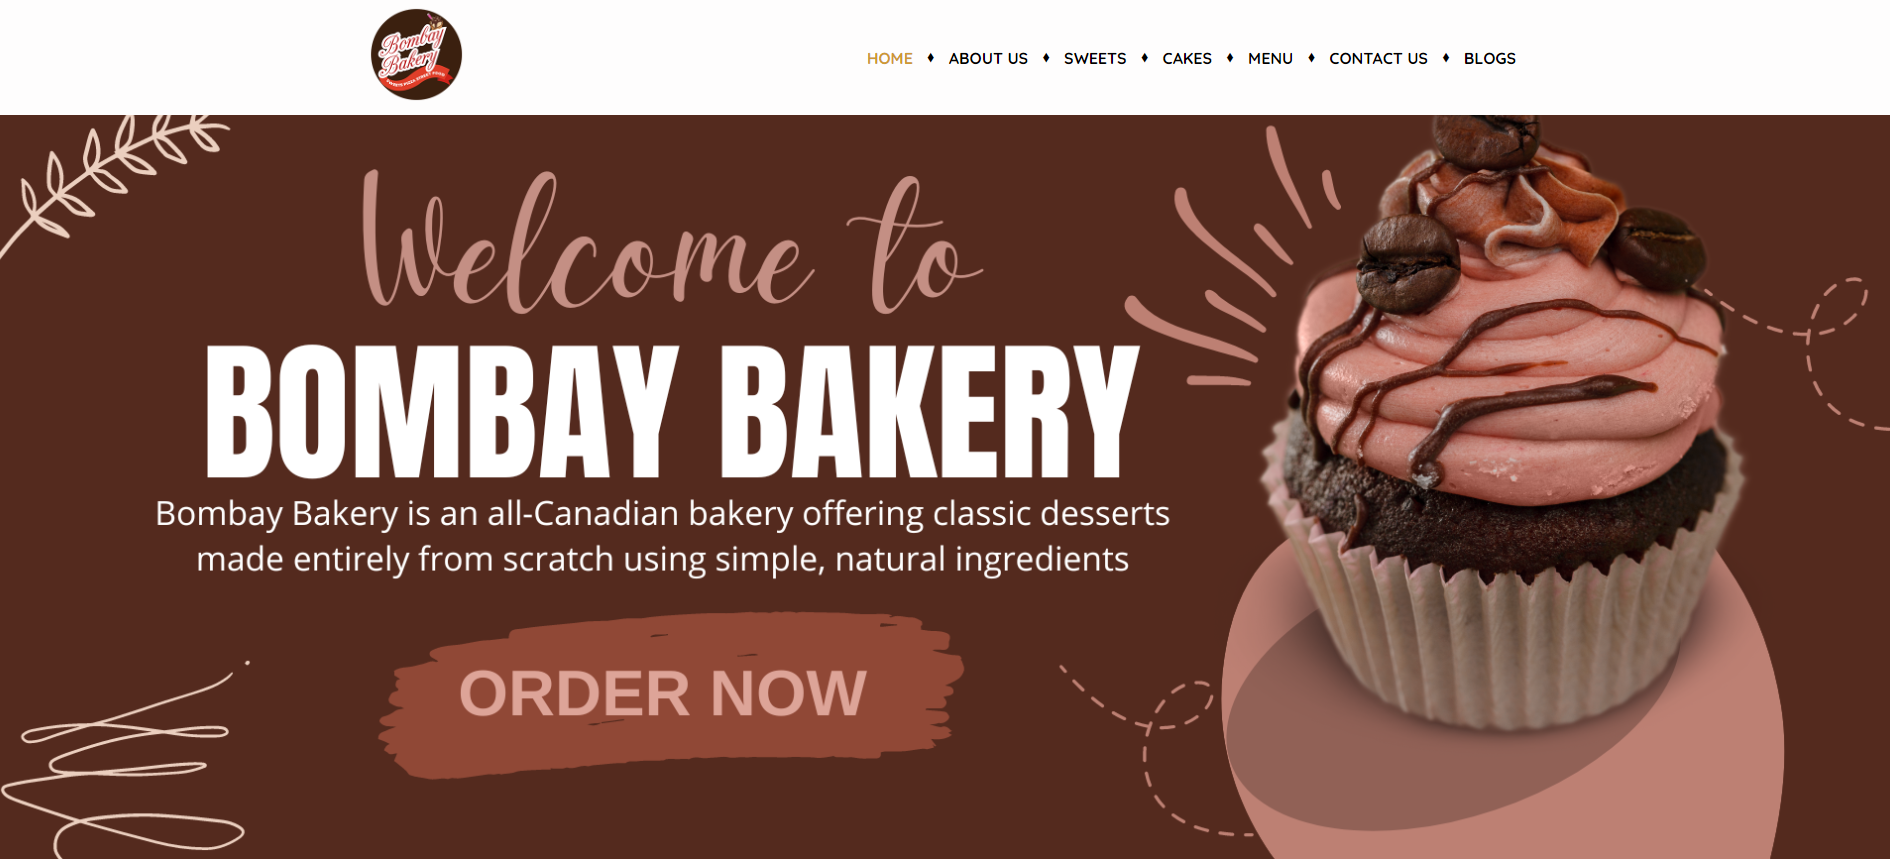 Bombay
Bakery
HOME ♦ ABOUT US ♦ SWEETS ♦ CAKES ♦ MENU ♦ CONTACT US ♦ BLOGS
Welcome to
BOMBAY BAKERY
Bombay Bakery is an all-Canadian bakery offering classic desserts
made entirely from scratch using simple, natural ingredients
ORDER NOW